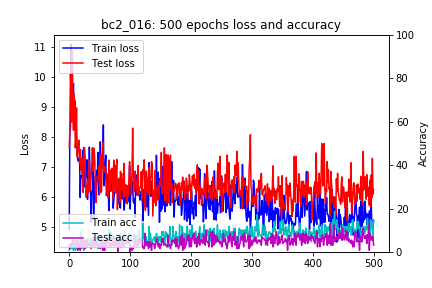 bc2_016: 500 epochs loss and accuracy
11
10
9
8
7
6
5
Loss
Train loss
Test loss
Train acc
Test acc
100
80
60
40
20
0
Accuracy
0
100
200
300
400
500